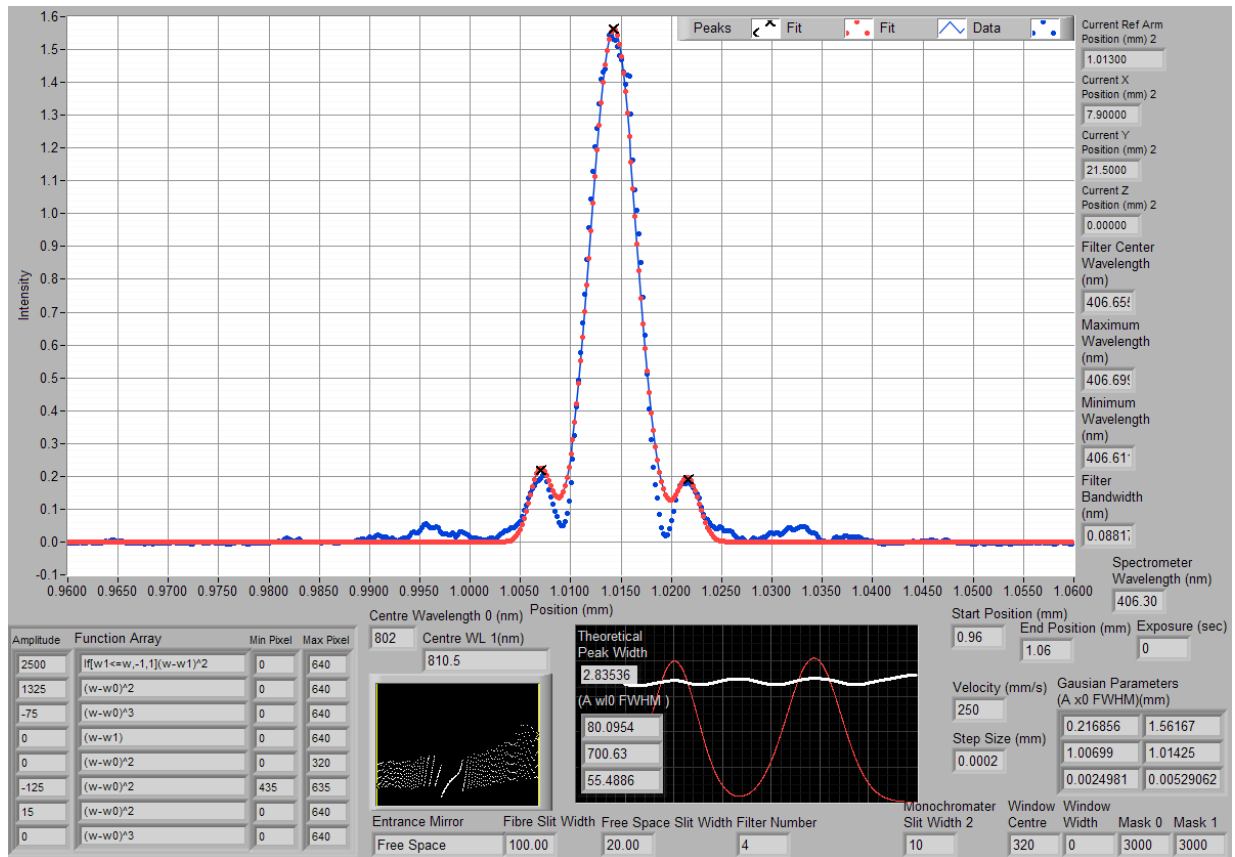 Peaks Fit Fit Data
1.6
1.5
1.4
1.3
1.2
1.1
1.0
0.9
0.8
0.7
0.6
0.5
0.4
0.3
0.2
0.1
0.0
-0.1
Intensity
0.9600 0.9650 0.9700 0.9750 0.9800 0.9850 0.9900 0.9950 1.0000 1.0050 1.0100 1.0150 1.0200 1.0250 1.0300 1.0350 1.0400 1.0450 1.0500 1.0550 1.0600
Position (mm)
Current Ref Arm
Position (mm) 2
1.01300
Current X
Position (mm) 2
7.90000
Current Y
Position (mm) 2
21.5000
Current Z
Position (mm) 2
0.00000
Filter Center
Wavelength
(nm)
406.655
Maximum
Wavelength
(nm)
406.699
Minimum
Wavelength
(nm)
406.611
Filter
Bandwidth
(nm)
0.08817
Spectrometer
Wavelength (nm)
406.30
Amplitude Function Array Min Pixel Max Pixel
2500 If[w1<=w,-1,1](w-w1)^2 0 640
1325 (w-w0)^2 0 640
-75 (w-w0)^3 0 640
0 (w-w1) 0 640
0 (w-w0)^2 0 320
-125 (w-w0)^2 435 635
15 (w-w0)^2 0 640
0 (w-w0)^3 0 640
Centre Wavelength 0 (nm)
802
Centre WL 1(nm)
810.5
Theoretical
Peak Width
2.83536
(A wl0 FWHM )
80.0954
700.63
55.4886
Start Position (mm)
0.96
End Position (mm)
1.06
Exposure (sec)
0
Velocity (mm/s)
250
Step Size (mm)
0.0002
Gausian Parameters
(A x0 FWHM)(mm)
0.216856 1.56167
1.00699 1.01425
0.0024981 0.00529062
Entrance Mirror Fibre Slit Width Free Space Slit Width Filter Number
Free Space 100.00 20.00 4
Monochromater
Slit Width 2
10
Window
Centre
320
Window
Width
0
Mask 0
3000
Mask 1
3000